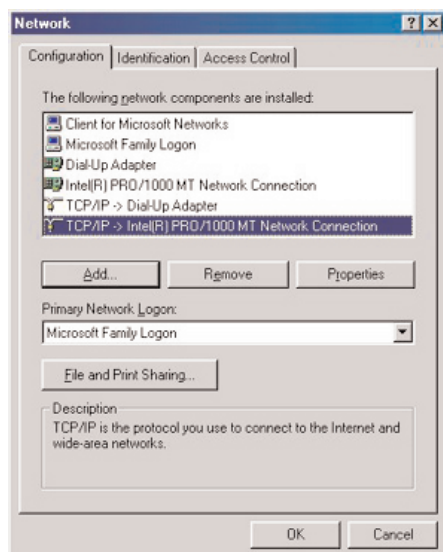 Network
Configuration Identification Access Control
The following network components are installed:
Client for Microsoft Networks
Microsoft Family Logon
Dial-Up Adapter
Intel(R) PRO/1000 MT Network Connection
TCP/IP -> Dial-Up Adapter
TCP/IP -> Intel(R) PRO/1000 MT Network Connection
Add... Remove Properties
Primary Network Logon:
Microsoft Family Logon
File and Print Sharing...
Description
TCP/IP is the protocol you use to connect to the Internet and
wide-area networks.
OK Cancel